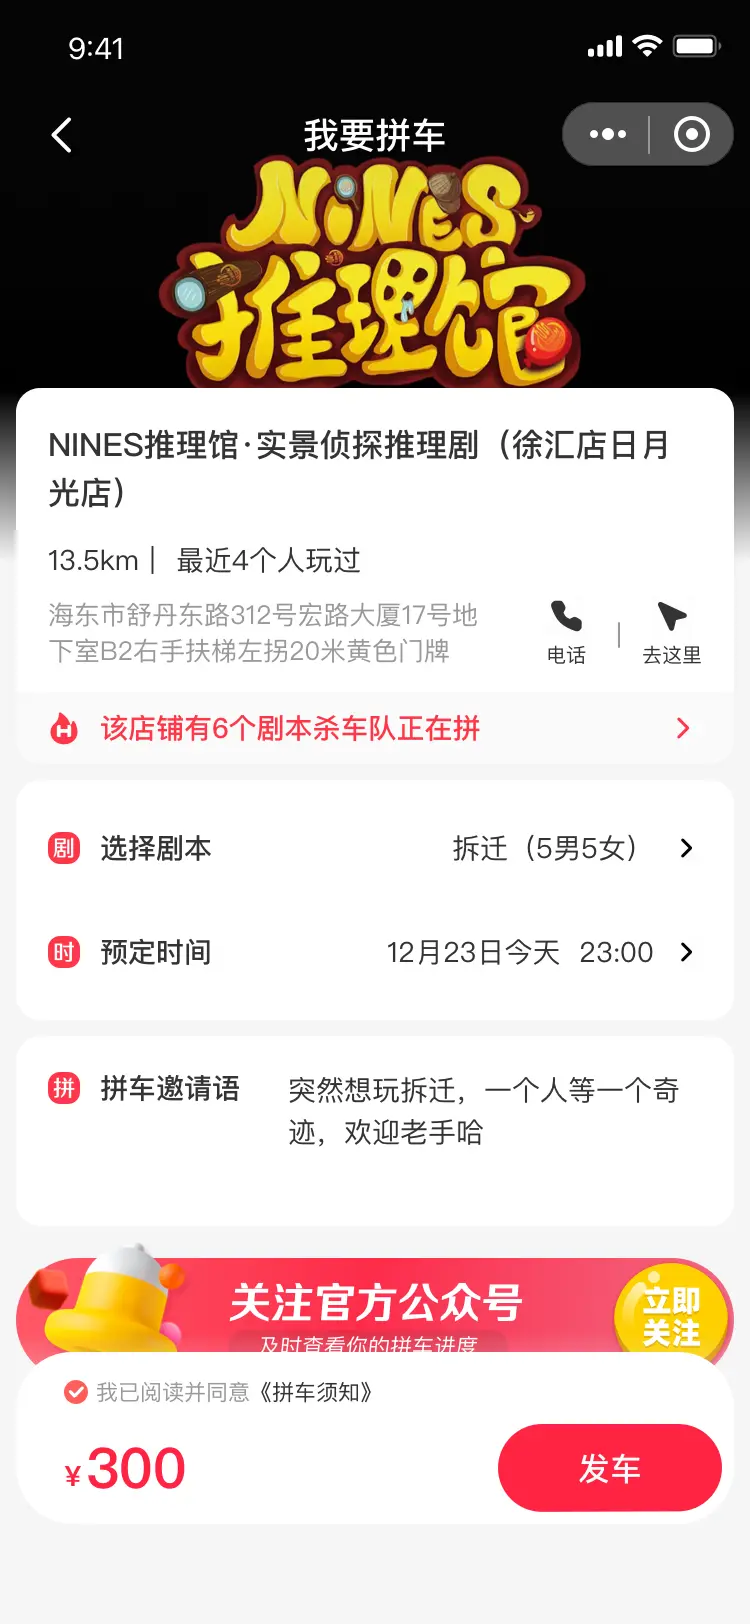 9:41
我要拼车
NINES
推理馆
NINES推理馆·实景侦探推理剧（徐汇店日月
光店）
13.5km | 最近4个人玩过
海东市舒丹东路312号宏路大厦17号地
下室B2右手扶梯左拐20米黄色门牌
电话
去这里
该店铺有6个剧本杀车队正在拼
剧 选择剧本 拆迁（5男5女）
时 预定时间 12月23日今天 23:00
拼 拼车邀请语 突然想玩拆迁，一个人等一个奇
迹，欢迎老手哈
关注官方公众号
及时查看你的拼车进度
立即
关注
我已阅读并同意《拼车须知》
¥300
发车